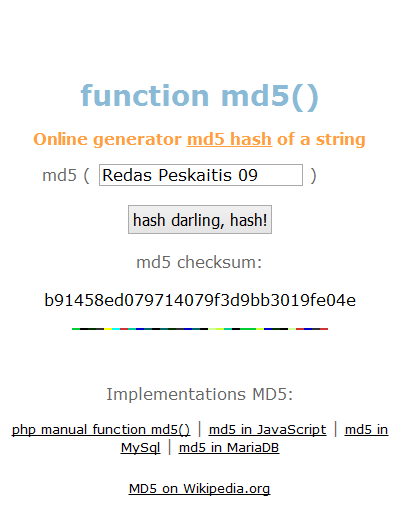 function md5()
Online generator md5 hash of a string
md5 ( Redas Peskaitis 09 )
hash darling, hash!
md5 checksum:
b91458ed079714079f3d9bb3019fe04e
Implementations MD5:
php manual function md5() | md5 in JavaScript | md5 in
MySql | md5 in MariaDB
MD5 on Wikipedia.org